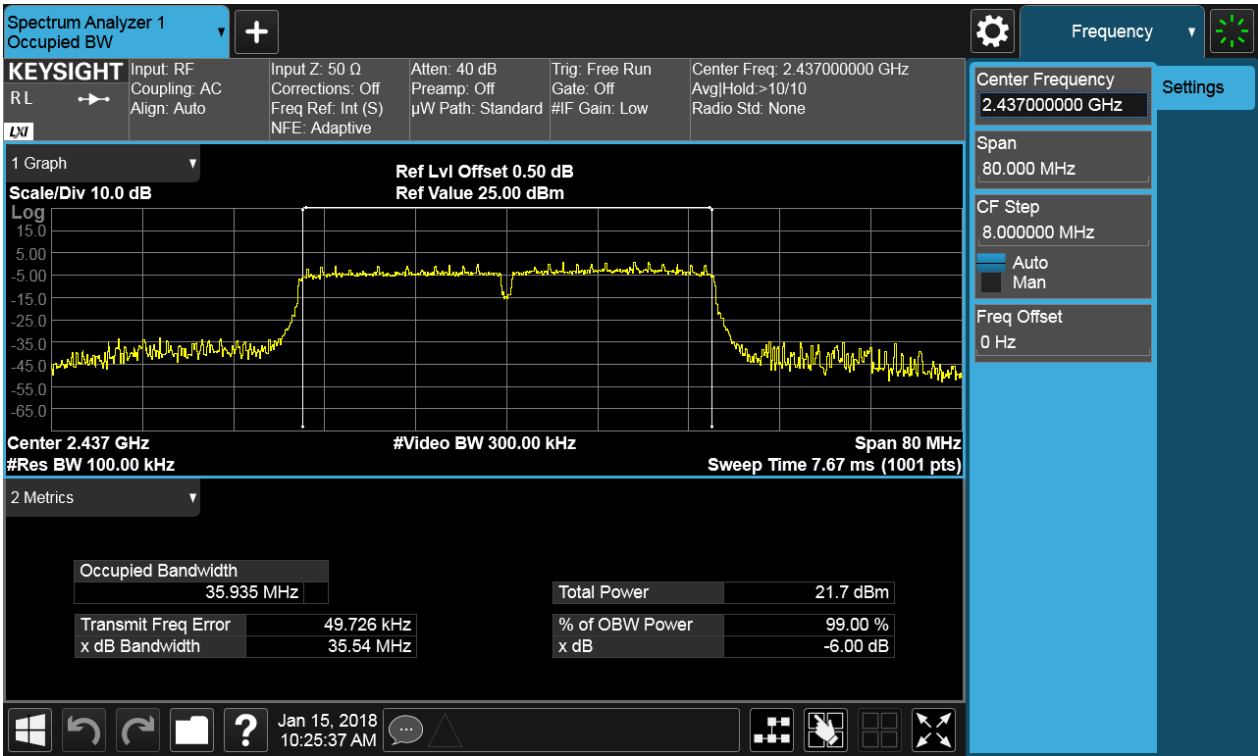 Spectrum Analyzer 1
Occupied BW
Frequency
KEYSIGHT
R L
LXI
Input: RF
Coupling: AC
Align: Auto
Input Z: 50 Ω
Corrections: Off
Freq Ref: Int (S)
NFE: Adaptive
Atten: 40 dB
Preamp: Off
µW Path: Standard
Trig: Free Run
Gate: Off
#IF Gain: Low
Center Freq: 2.437000000 GHz
Avg|Hold:>10/10
Radio Std: None
Center Frequency
2.437000000 GHz
Settings
Span
80.000 MHz
CF Step
8.000000 MHz
Auto
Man
Freq Offset
0 Hz
1 Graph
Ref Lvl Offset 0.50 dB
Scale/Div 10.0 dB
Ref Value 25.00 dBm
Log
15.0
5.00
-5.00
-15.0
-25.0
-35.0
-45.0
-55.0
-65.0
Center 2.437 GHz
#Video BW 300.00 kHz
Span 80 MHz
#Res BW 100.00 kHz
Sweep Time 7.67 ms (1001 pts)
2 Metrics
Occupied Bandwidth
35.935 MHz
Total Power 21.7 dBm
Transmit Freq Error 49.726 kHz
% of OBW Power 99.00 %
x dB Bandwidth 35.54 MHz
x dB -6.00 dB
?
Jan 15, 2018
10:25:37 AM